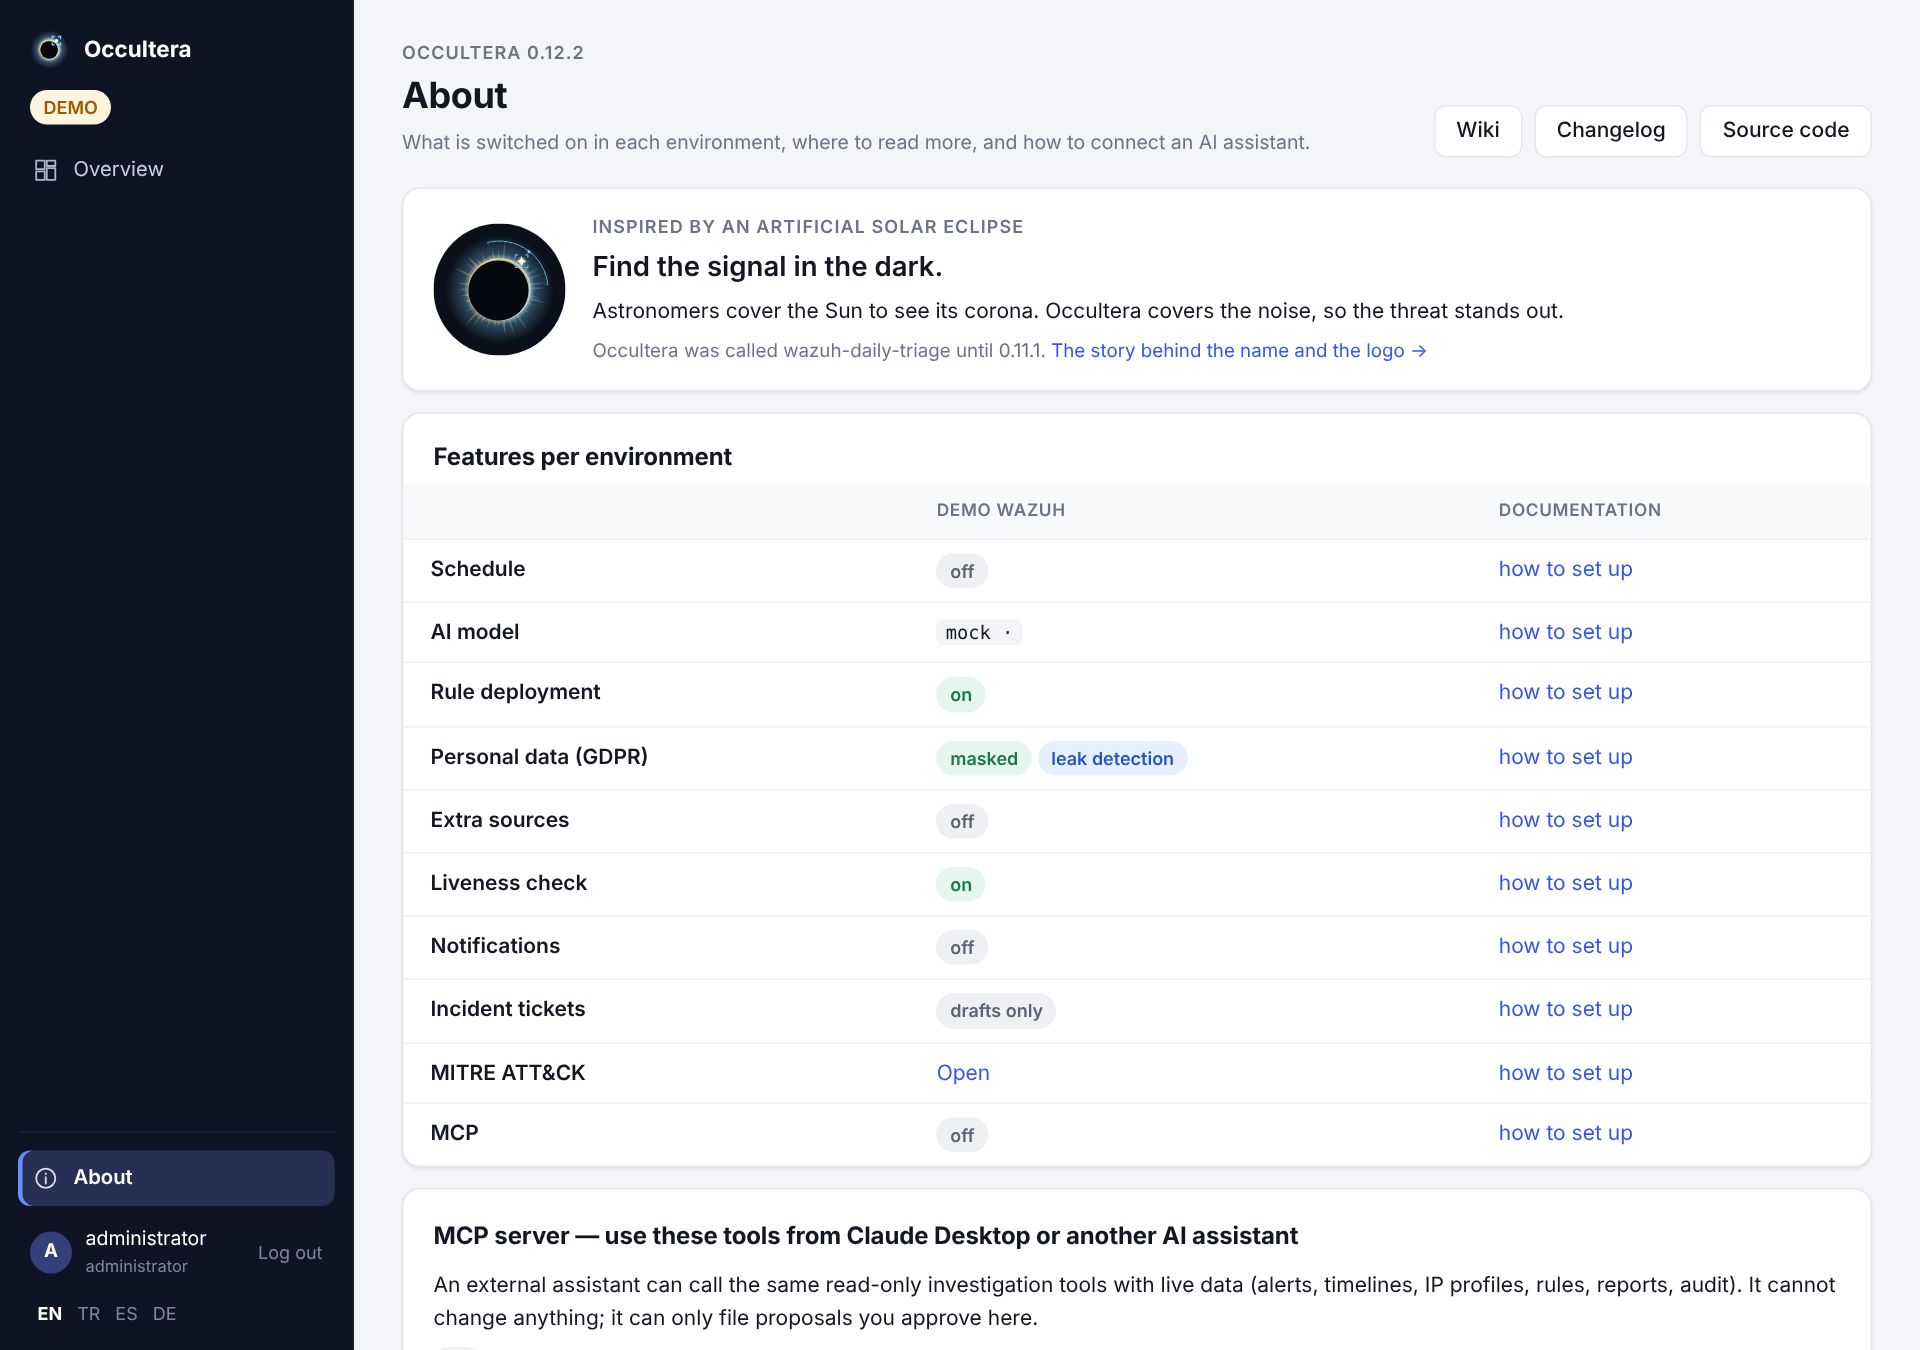 Occultera
DEMO
Overview
About
A
administrator
administrator
Log out
EN TR ES DE
OCCULTERA 0.12.2
About
What is switched on in each environment, where to read more, and how to connect an AI assistant.
Wiki
Changelog
Source code
INSPIRED BY AN ARTIFICIAL SOLAR ECLIPSE
Find the signal in the dark.
Astronomers cover the Sun to see its corona. Occultera covers the noise, so the threat stands out.
Occultera was called wazuh-daily-triage until 0.11.1. The story behind the name and the logo →
Features per environment
DEMO WAZUH DOCUMENTATION
Schedule off how to set up
AI model mock · how to set up
Rule deployment on how to set up
Personal data (GDPR) masked leak detection how to set up
Extra sources off how to set up
Liveness check on how to set up
Notifications off how to set up
Incident tickets drafts only how to set up
MITRE ATT&CK Open how to set up
MCP off how to set up
MCP server — use these tools from Claude Desktop or another AI assistant
An external assistant can call the same read-only investigation tools with live data (alerts, timelines, IP profiles, rules, reports, audit). It cannot
change anything; it can only file proposals you approve here.